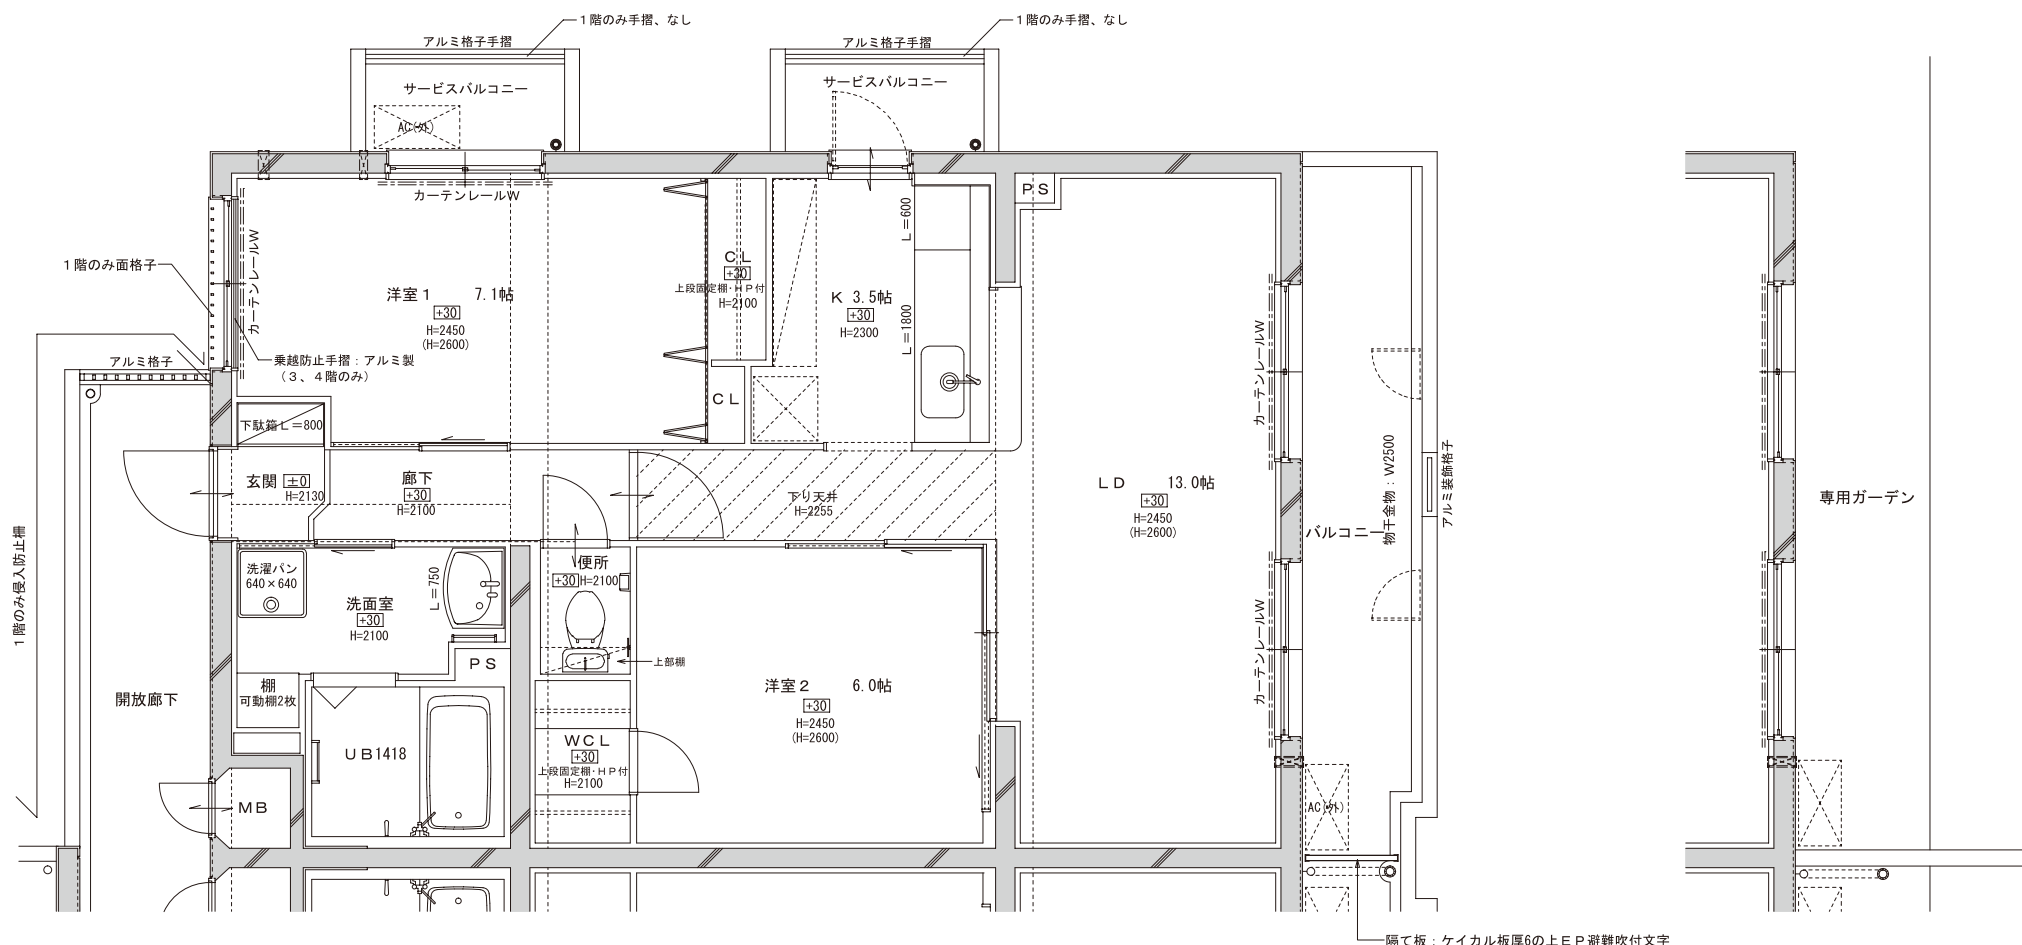 １階のみ手摺、なし
１階のみ手摺、なし
アルミ格子手摺
アルミ格子手摺
サービスバルコニー
サービスバルコニー
AC(外)
カーテンレールW
PS
カーテンレールW
１階のみ面格子
CL
+30
上段固定棚・HP付
H=2100
L=600
洋室１ 7.1帖
+30
H=2450
(H=2600)
K 3.5帖
+30
H=2300
L=1800
カーテンレールW
アルミ格子
乗越防止手摺：アルミ製
（３、４階のみ）
CL
下駄箱L=800
玄関 ±0
H=2130
廊下
+30
H=2100
下り天井
H=2255
LD 13.0帖
+30
H=2450
(H=2600)
バルコニー
物干金物：W2500
アルミ装飾格子
専用ガーデン
１階のみ侵入防止柵
洗濯パン
640×640
L=750
便所
+30 H=2100
洗面室
+30
H=2100
カーテンレールW
PS
上部棚
棚
可動棚2枚
開放廊下
洋室２ 6.0帖
+30
H=2450
(H=2600)
UB1418
WCL
+30
上段固定棚・HP付
H=2100
MB
AC(外)
隔て板：ケイカル板厚6の上EP避難吹付文字